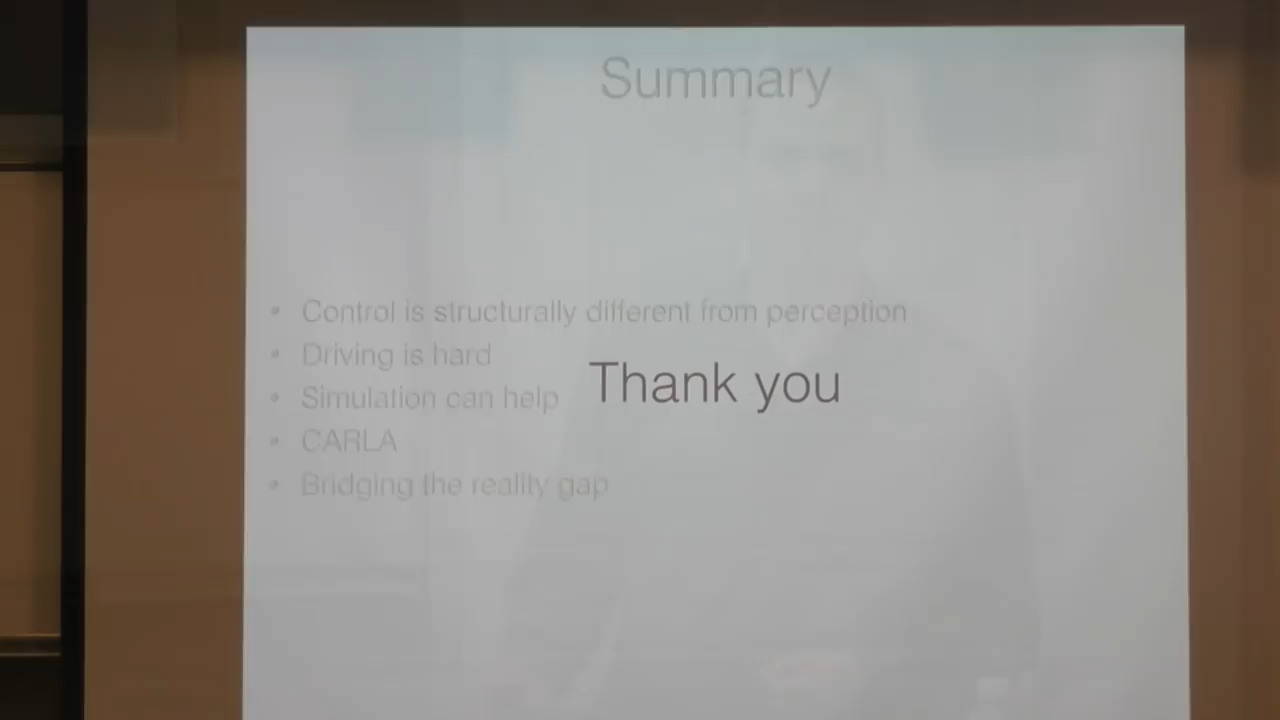 Summary
• Control is structurally different from perception
• Driving is hard
Thank you
• Simulation can help
• CARLA
• Bridging the reality gap